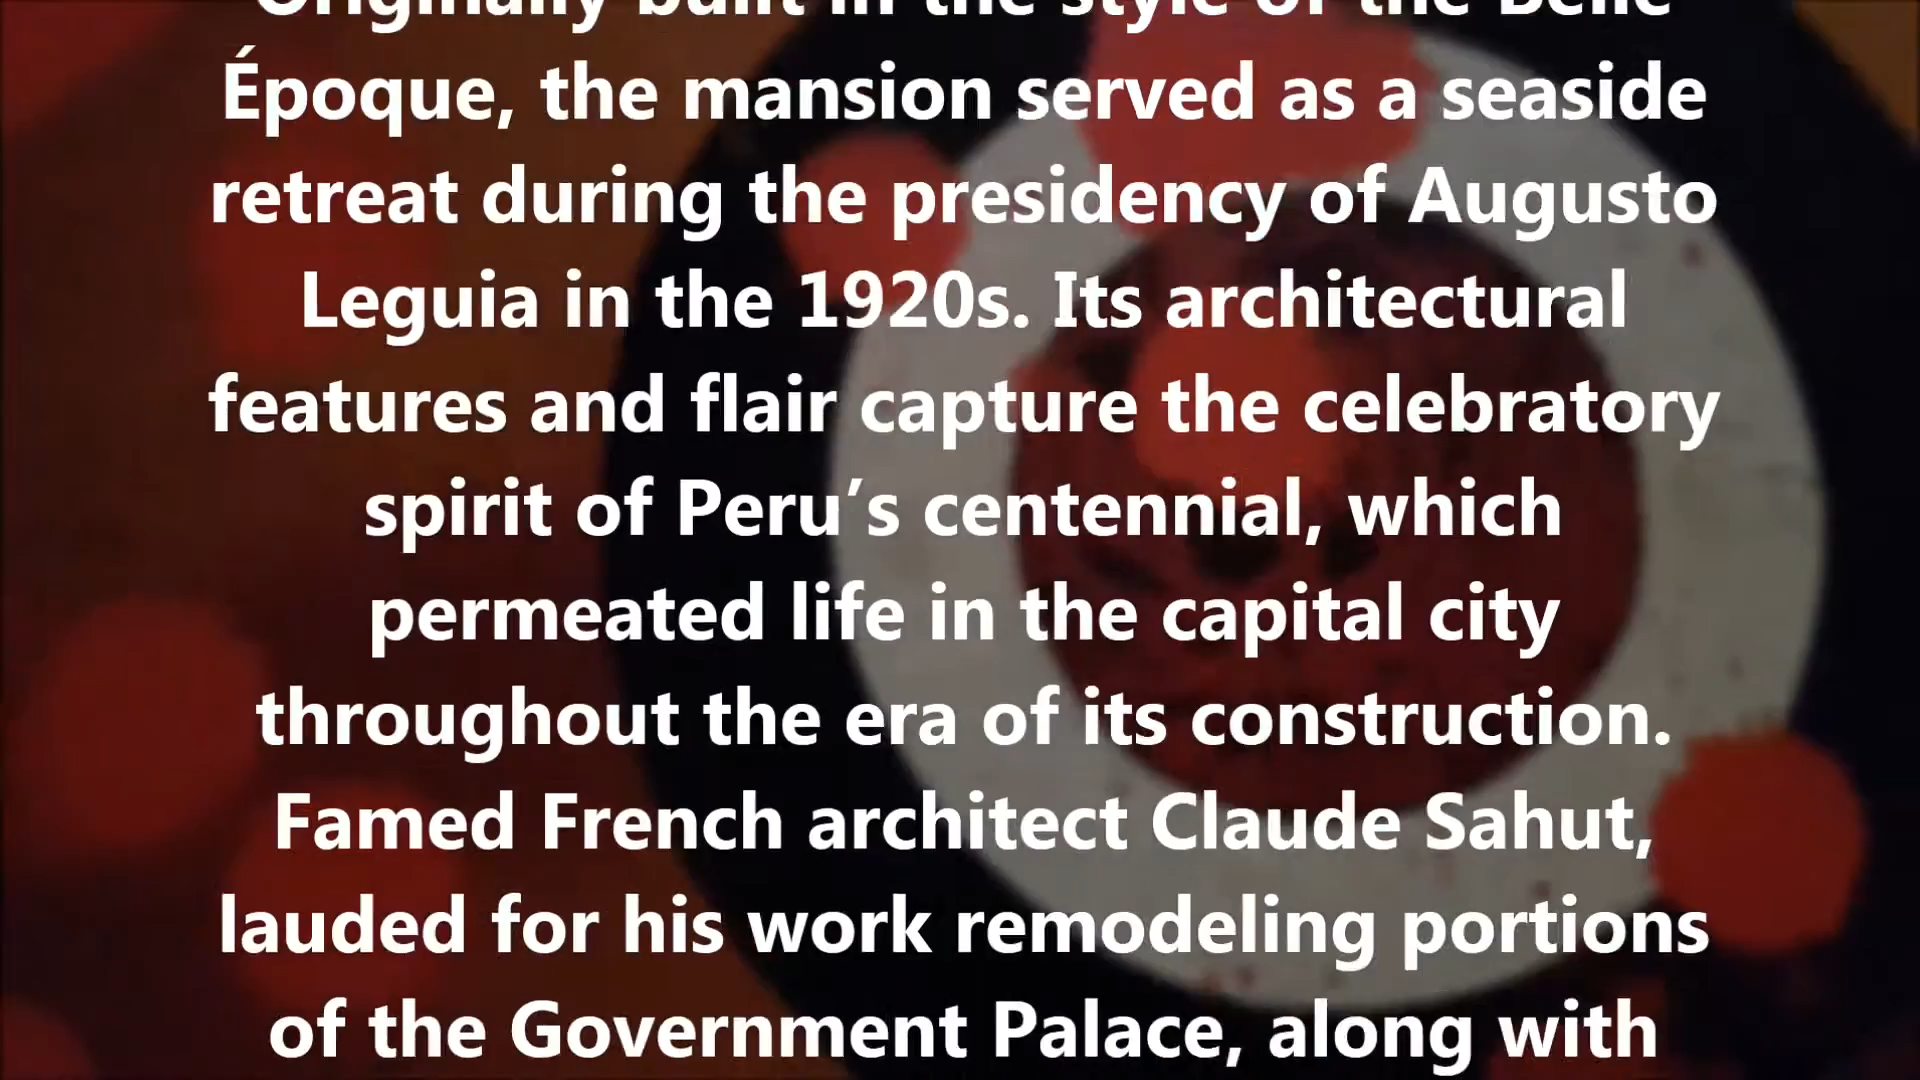 Originally built in the style of the Belle
Époque, the mansion served as a seaside
retreat during the presidency of Augusto
Leguia in the 1920s. Its architectural
features and flair capture the celebratory
spirit of Peru’s centennial, which
permeated life in the capital city
throughout the era of its construction.
Famed French architect Claude Sahut,
lauded for his work remodeling portions
of the Government Palace, along with